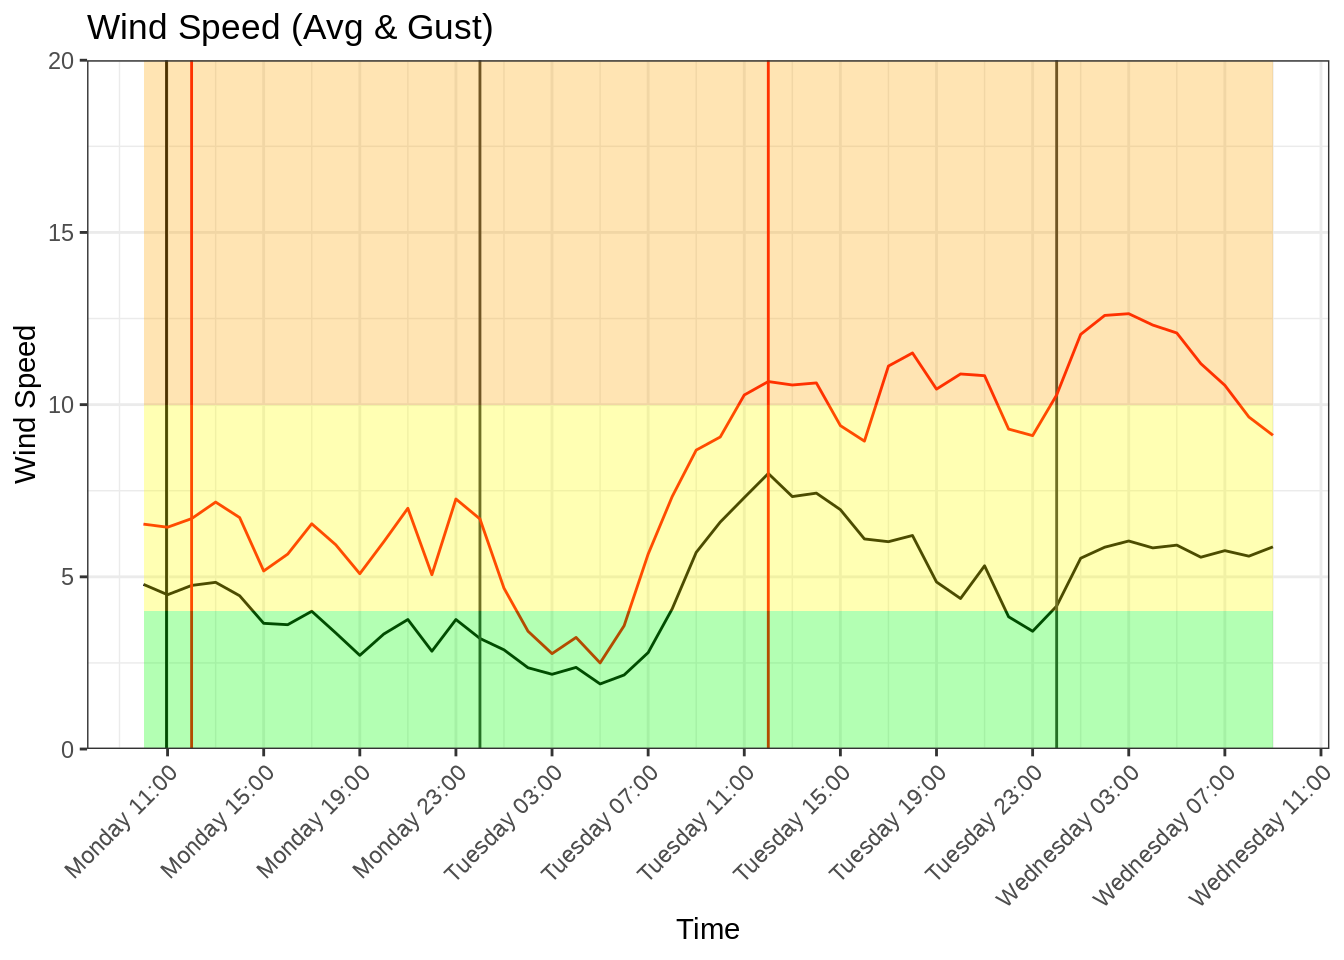 Wind Speed (Avg & Gust)
20
15
10
5
0
Wind Speed
Monday 11:00
Monday 15:00
Monday 19:00
Monday 23:00
Tuesday 03:00
Tuesday 07:00
Tuesday 11:00
Tuesday 15:00
Tuesday 19:00
Tuesday 23:00
Wednesday 03:00
Wednesday 07:00
Wednesday 11:00
Time